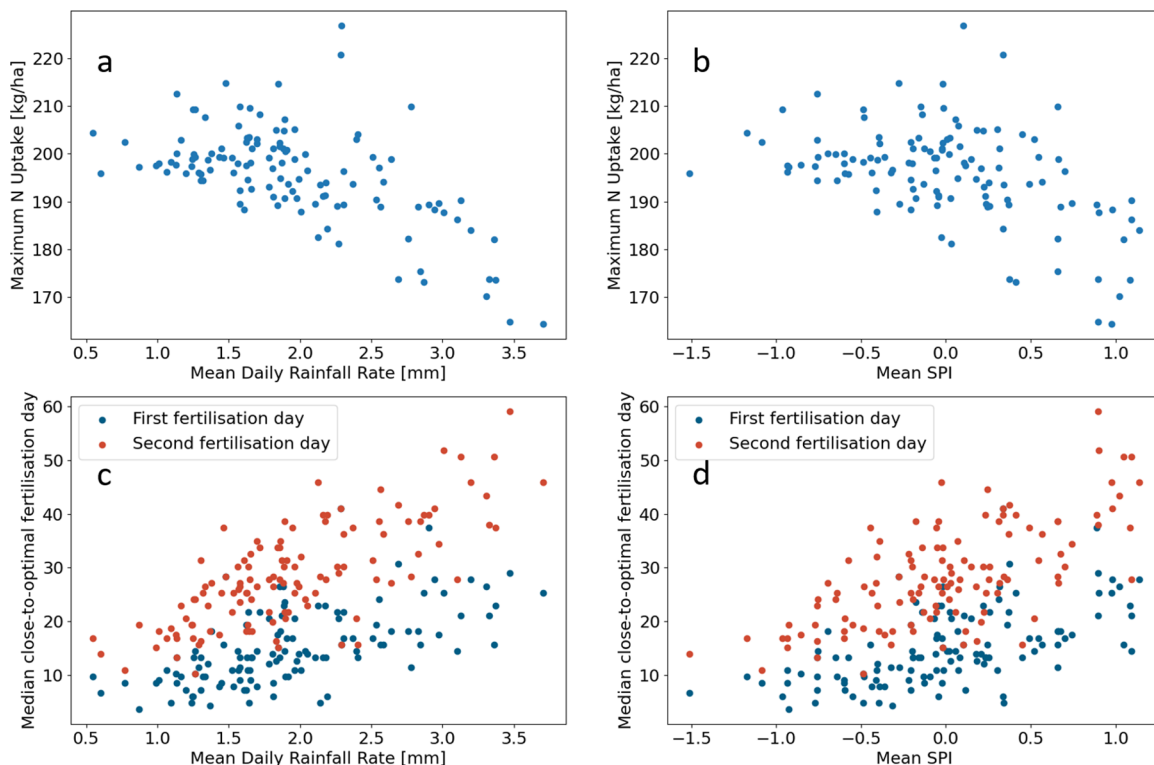 a
Maximum N Uptake [kg/ha]
220
210
200
190
180
170
0.5 1.0 1.5 2.0 2.5 3.0 3.5
Mean Daily Rainfall Rate [mm]
b
Maximum N Uptake [kg/ha]
220
210
200
190
180
170
−1.5 −1.0 −0.5 0.0 0.5 1.0
Mean SPI
First fertilisation day
Second fertilisation day
c
Median close-to-optimal fertilisation day
60
50
40
30
20
10
0.5 1.0 1.5 2.0 2.5 3.0 3.5
Mean Daily Rainfall Rate [mm]
First fertilisation day
Second fertilisation day
d
Median close-to-optimal fertilisation day
60
50
40
30
20
10
−1.5 −1.0 −0.5 0.0 0.5 1.0
Mean SPI